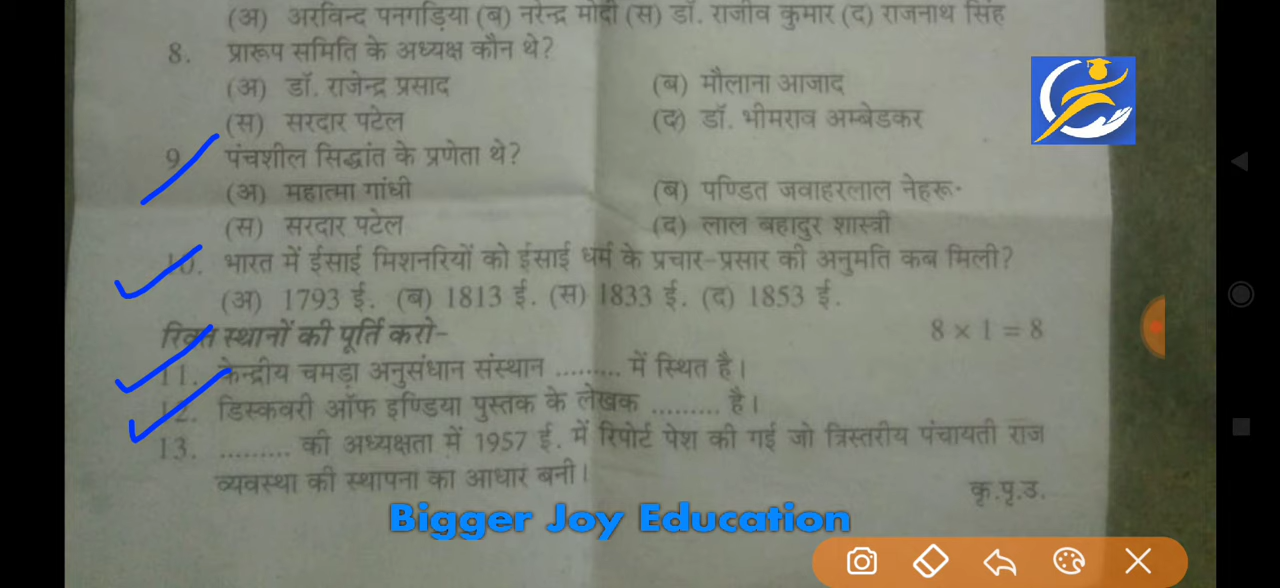 (अ) अरविन्द पनगड़िया (ब) नरेन्द्र मोदी (स) डॉ. राजीव कुमार (द) राजनाथ सिंह
8. प्रारूप समिति के अध्यक्ष कौन थे?
(अ) डॉ. राजेन्द्र प्रसाद (ब) मौलाना आजाद
(स) सरदार पटेल (द) डॉ. भीमराव अम्बेडकर
9. पंचशील सिद्धांत के प्रणेता थे?
(अ) महात्मा गांधी (ब) पण्डित जवाहरलाल नेहरू
(स) सरदार पटेल (द) लाल बहादुर शास्त्री
10. भारत में ईसाई मिशनरियों को ईसाई धर्म के प्रचार-प्रसार की अनुमति कब मिली?
(अ) 1793 ई. (ब) 1813 ई. (स) 1833 ई. (द) 1853 ई.
रिक्त स्थानों की पूर्ति करो- 8 × 1 = 8
11. केन्द्रीय चमड़ा अनुसंधान संस्थान ......... में स्थित है।
12. डिस्कवरी ऑफ इण्डिया पुस्तक के लेखक ......... है।
13. ......... की अध्यक्षता में 1957 ई. में रिपोर्ट पेश की गई जो त्रिस्तरीय पंचायती राज
व्यवस्था की स्थापना का आधार बनी।
कृ.पृ.उ.
Bigger Joy Education